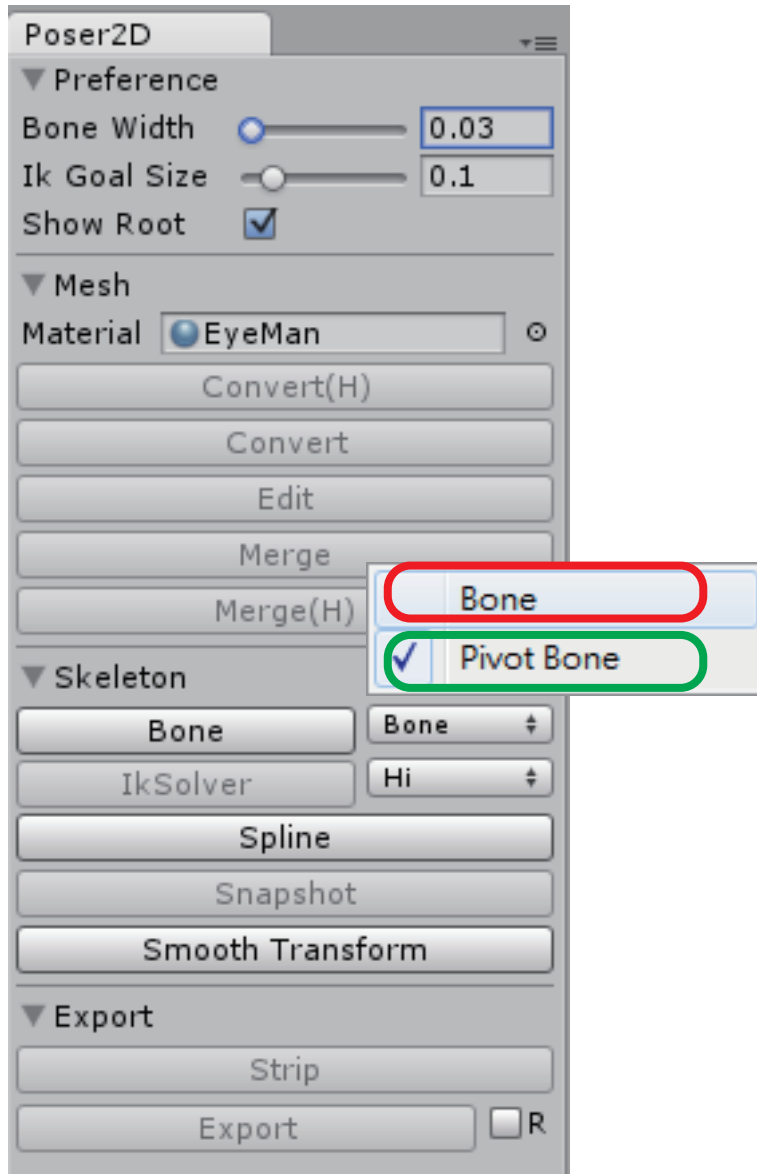 Poser2D
Preference
Bone Width 0.03
Ik Goal Size 0.1
Show Root
Mesh
Material EyeMan
Convert(H)
Convert
Edit
Merge
Merge(H)
Bone
Pivot Bone
Skeleton
Bone Bone
IkSolver Hi
Spline
Snapshot
Smooth Transform
Export
Strip
Export R